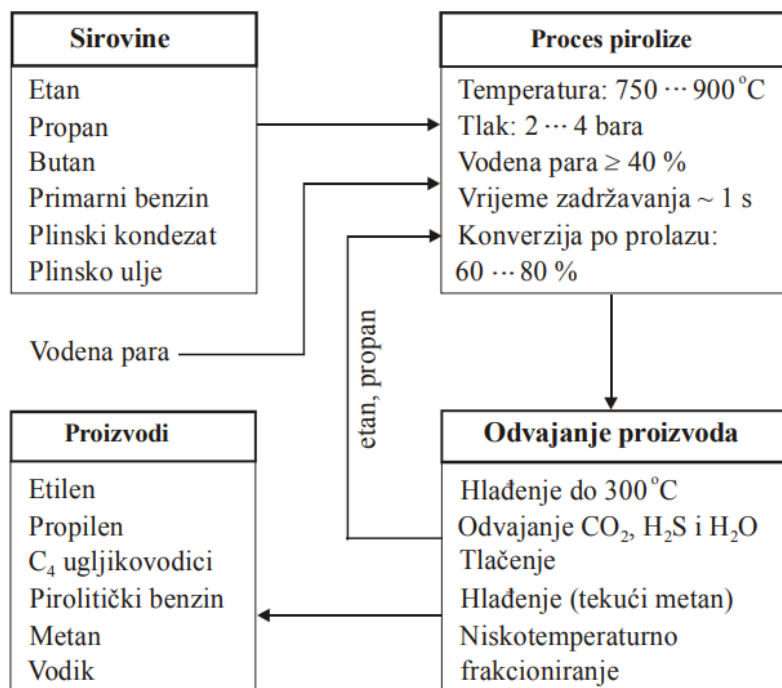 Sirovine
Etan
Propan
Butan
Primarni benzin
Plinski kondezat
Plinsko ulje
Vodena para
Proces pirolize
Temperatura: 750 ··· 900 °C
Tlak: 2 ··· 4 bara
Vodena para ≥ 40 %
Vrijeme zadržavanja ~ 1 s
Konverzija po prolazu:
60 ··· 80 %
etan, propan
Odvajanje proizvoda
Hlađenje do 300 °C
Odvajanje CO₂, H₂S i H₂O
Tlačenje
Hlađenje (tekući metan)
Niskotemperaturno
frakcioniranje
Proizvodi
Etilen
Propilen
C₄ ugljikovodici
Pirolitički benzin
Metan
Vodik